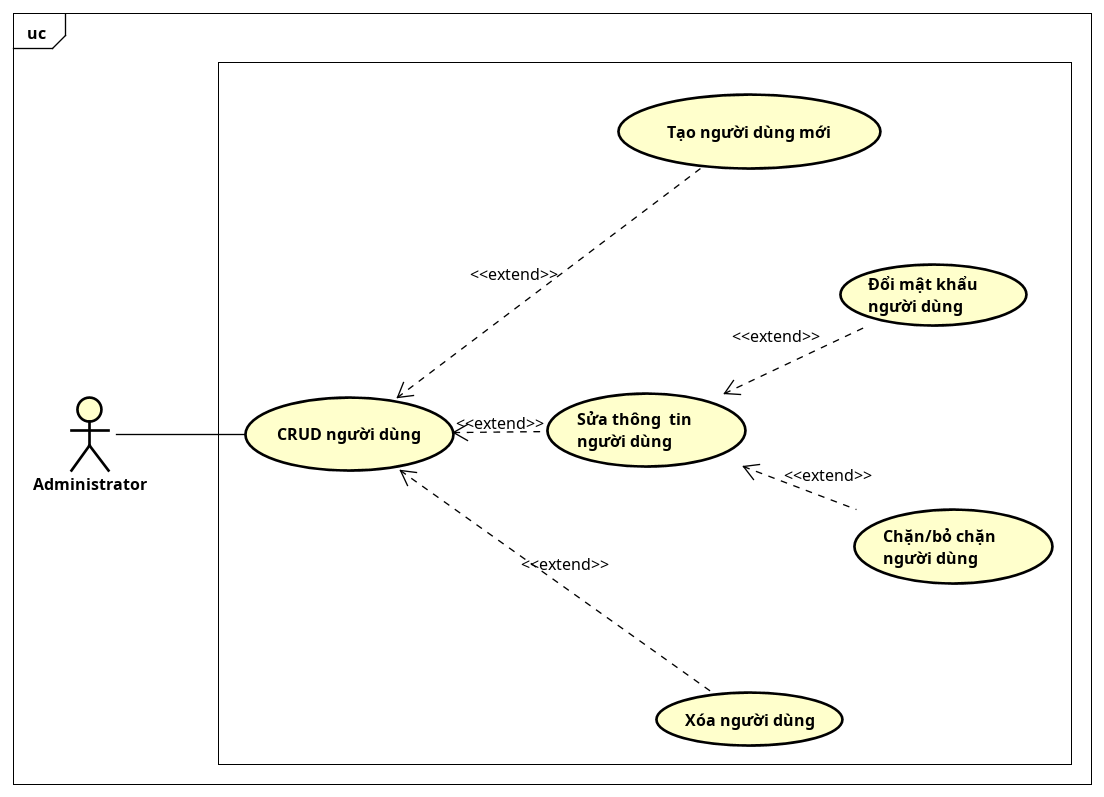 uc
Tạo người dùng mới
<<extend>>
Đổi mật khẩu
người dùng
<<extend>>
Sửa thông  tin
người dùng
<<extend>>
CRUD người dùng
Administrator
<<extend>>
Chặn/bỏ chặn
người dùng
<<extend>>
Xóa người dùng